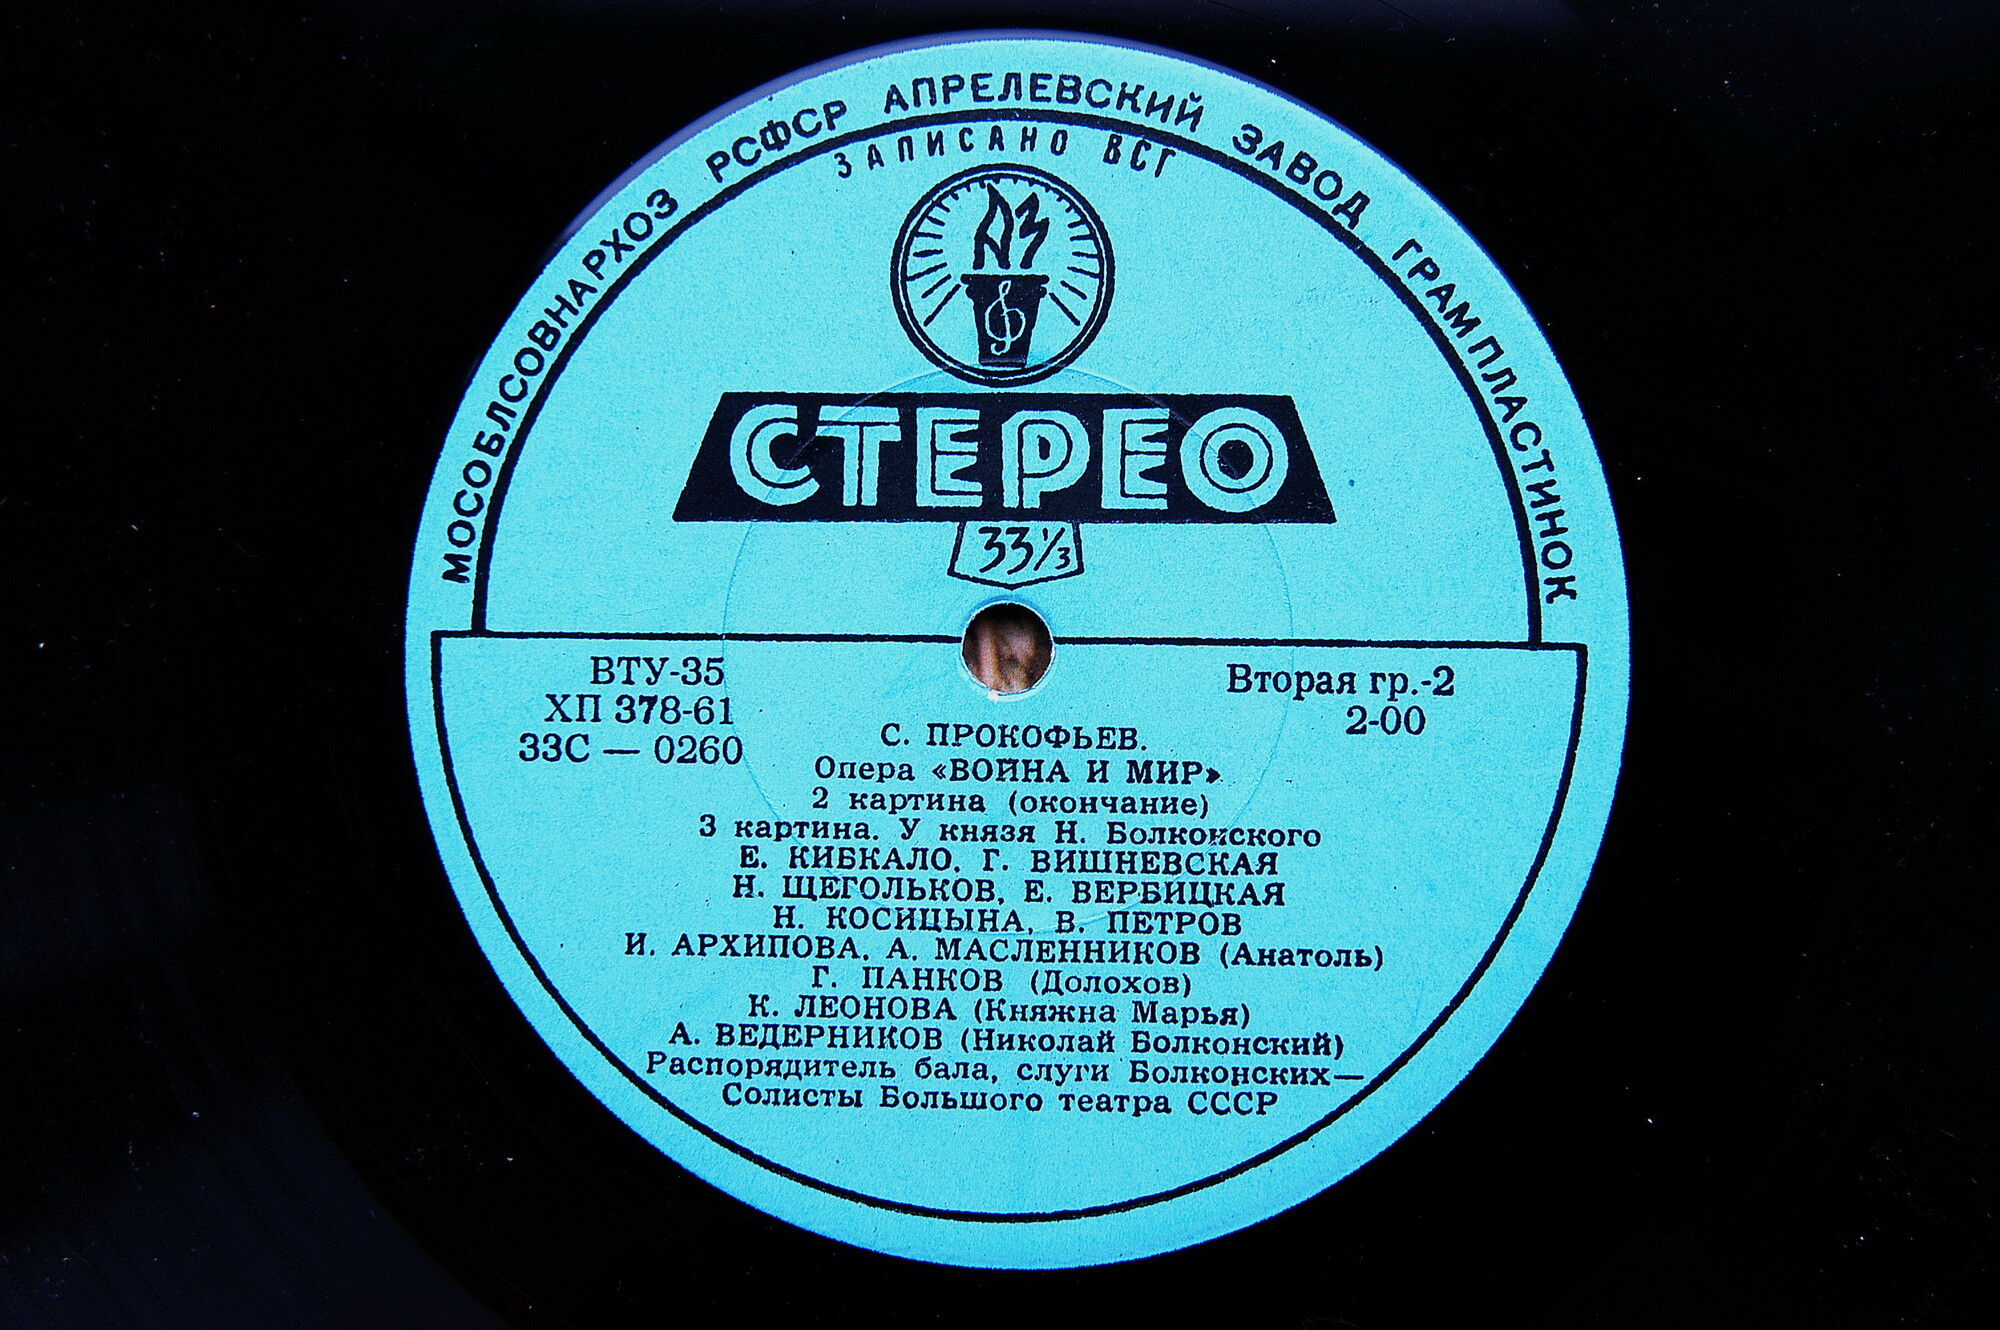 МОСОБЛСОВНАРХОЗ РСФСР АПРЕЛЕВСКИЙ ЗАВОД ГРАМПЛАСТИНОК
ЗАПИСАНО ВСГ
АЗ
СТЕРЕО
33⅓
ВТУ-35
ХП 378-61
33С — 0260
Вторая гр.-2
2-00
С. ПРОКОФЬЕВ.
Опера «ВОЙНА И МИР»
2 картина (окончание)
3 картина. У князя Н. Болконского
Е. КИБКАЛО, Г. ВИШНЕВСКАЯ
Н. ЩЕГОЛЬКОВ, Е. ВЕРБИЦКАЯ
Н. КОСИЦЫНА, В. ПЕТРОВ
И. АРХИПОВА, А. МАСЛЕННИКОВ (Анатоль)
Г. ПАНКОВ (Долохов)
К. ЛЕОНОВА (Княжна Марья)
А. ВЕДЕРНИКОВ (Николай Болконский)
Распорядитель бала, слуги Болконских—
Солисты Большого театра СССР